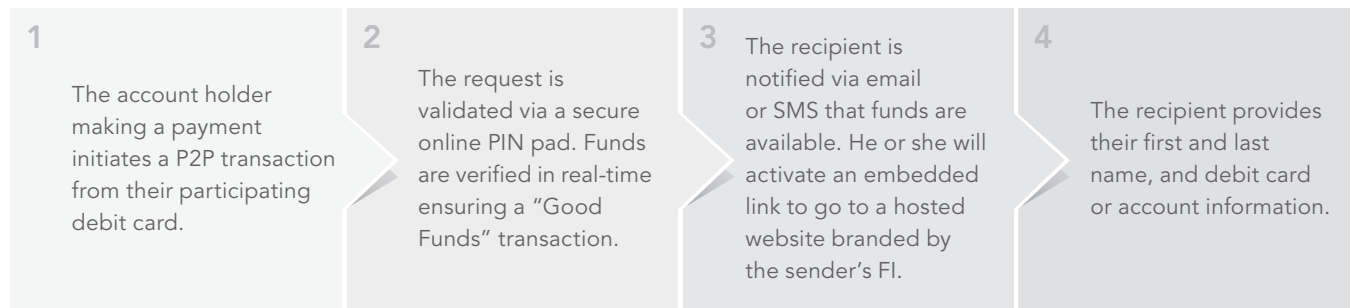 1
The account holder
making a payment
initiates a P2P transaction
from their participating
debit card.
2
The request is
validated via a secure
online PIN pad. Funds
are verified in real-time
ensuring a “Good
Funds” transaction.
3
The recipient is
notified via email
or SMS that funds are
available. He or she will
activate an embedded
link to go to a hosted
website branded by
the sender’s FI.
4
The recipient provides
their first and last
name, and debit card
or account information.